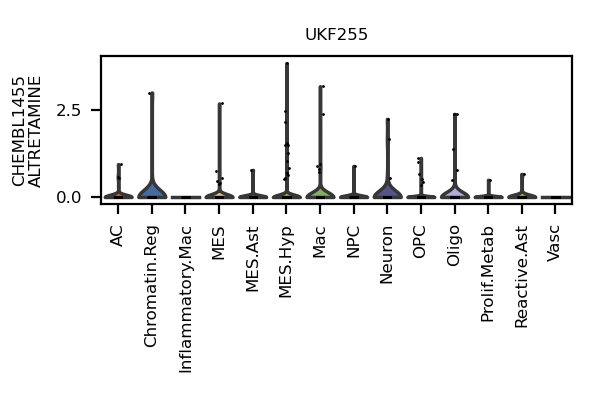 UKF255
CHEMBL1455
ALTRETAMINE
2.5
0.0
AC
Chromatin.Reg
Inflammatory.Mac
MES
MES.Ast
MES.Hyp
Mac
NPC
Neuron
OPC
Oligo
Prolif.Metab
Reactive.Ast
Vasc